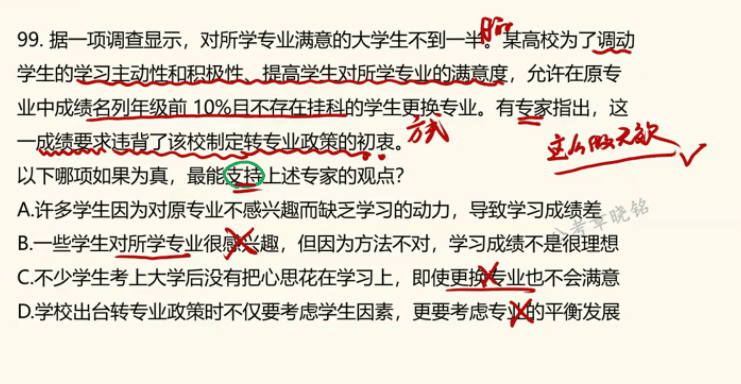 99. 据一项调查显示，对所学专业满意的大学生不到一半。某高校为了调动
学生的学习主动性和积极性、提高学生对所学专业的满意度，允许在原专
业中成绩名列年级前 10%且不存在挂科的学生更换专业。有专家指出，这
一成绩要求违背了该校制定转专业政策的初衷。
方式
这么做无效
以下哪项如果为真，最能支持上述专家的观点？
A.许多学生因为对原专业不感兴趣而缺乏学习的动力，导致学习成绩差
B.一些学生对所学专业很感兴趣，但因为方法不对，学习成绩不是很理想
C.不少学生考上大学后没有把心思花在学习上，即使更换专业也不会满意
D.学校出台转专业政策时不仅要考虑学生因素，更要考虑专业的平衡发展